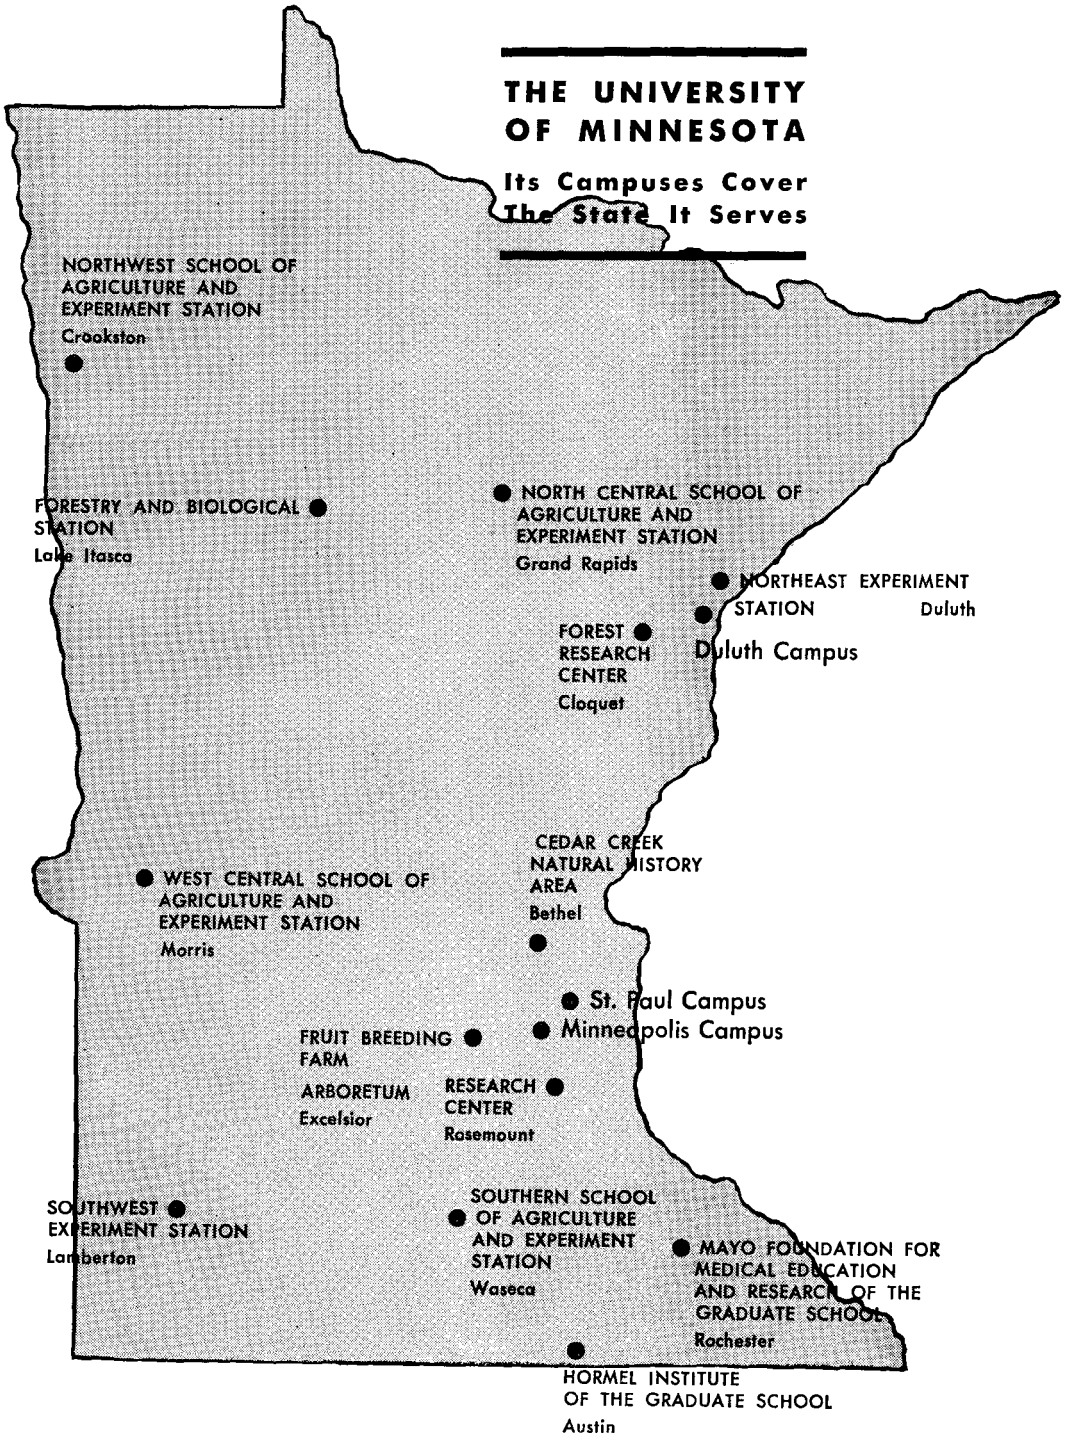 THE UNIVERSITY
OF MINNESOTA
Its Campuses Cover
The State It Serves
NORTHWEST SCHOOL OF
AGRICULTURE AND
EXPERIMENT STATION
Crookston
FORESTRY AND BIOLOGICAL
STATION
Lake Itasca
NORTH CENTRAL SCHOOL OF
AGRICULTURE AND
EXPERIMENT STATION
Grand Rapids
NORTHEAST EXPERIMENT
STATION Duluth
Duluth Campus
FOREST
RESEARCH
CENTER
Cloquet
CEDAR CREEK
NATURAL HISTORY
AREA
Bethel
WEST CENTRAL SCHOOL OF
AGRICULTURE AND
EXPERIMENT STATION
Morris
St. Paul Campus
Minneapolis Campus
FRUIT BREEDING
FARM
ARBORETUM
Excelsior
RESEARCH
CENTER
Rosemount
SOUTHWEST
EXPERIMENT STATION
Lamberton
SOUTHERN SCHOOL
OF AGRICULTURE
AND EXPERIMENT
STATION
Waseca
MAYO FOUNDATION FOR
MEDICAL EDUCATION
AND RESEARCH OF THE
GRADUATE SCHOOL
Rochester
HORMEL INSTITUTE
OF THE GRADUATE SCHOOL
Austin